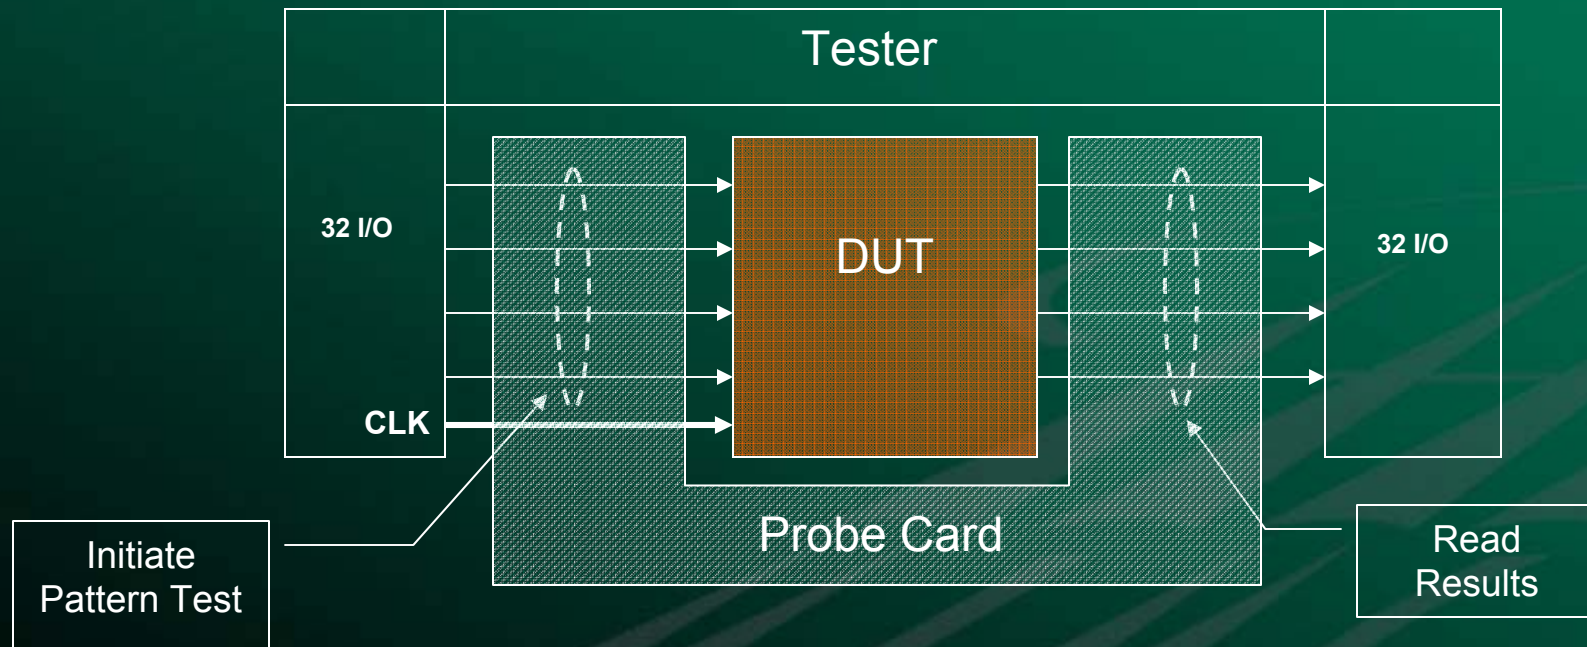 Tester
32 I/O
32 I/O
DUT
CLK
Probe Card
Initiate
Pattern Test
Read
Results